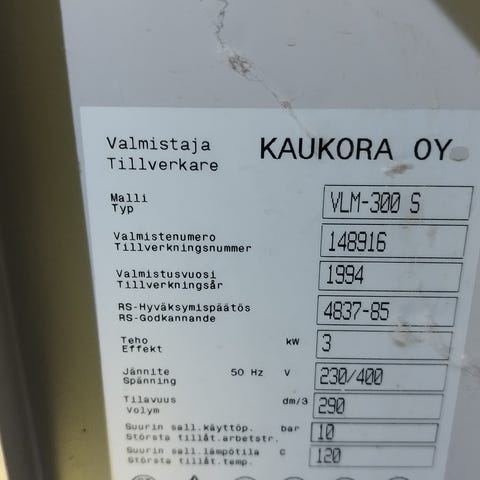 Valmistaja KAUKORA OY
Tillverkare
Malli VLM-300 S
Typ
Valmistenumero 148916
Tillverkningsnummer
Valmistusvuosi 1994
Tillverkningsår
RS-Hyväksymispäätös 4837-85
RS-Godkannande
Teho kW 3
Effekt
Jännite 50 Hz V 230/400
Spänning
Tilavuus dm/3 290
Volym
Suurin sall.käyttöp. bar 10
Största tillåt.arbetstr.
Suurin sall.lämpötila C 120
Största tillåt.temp.